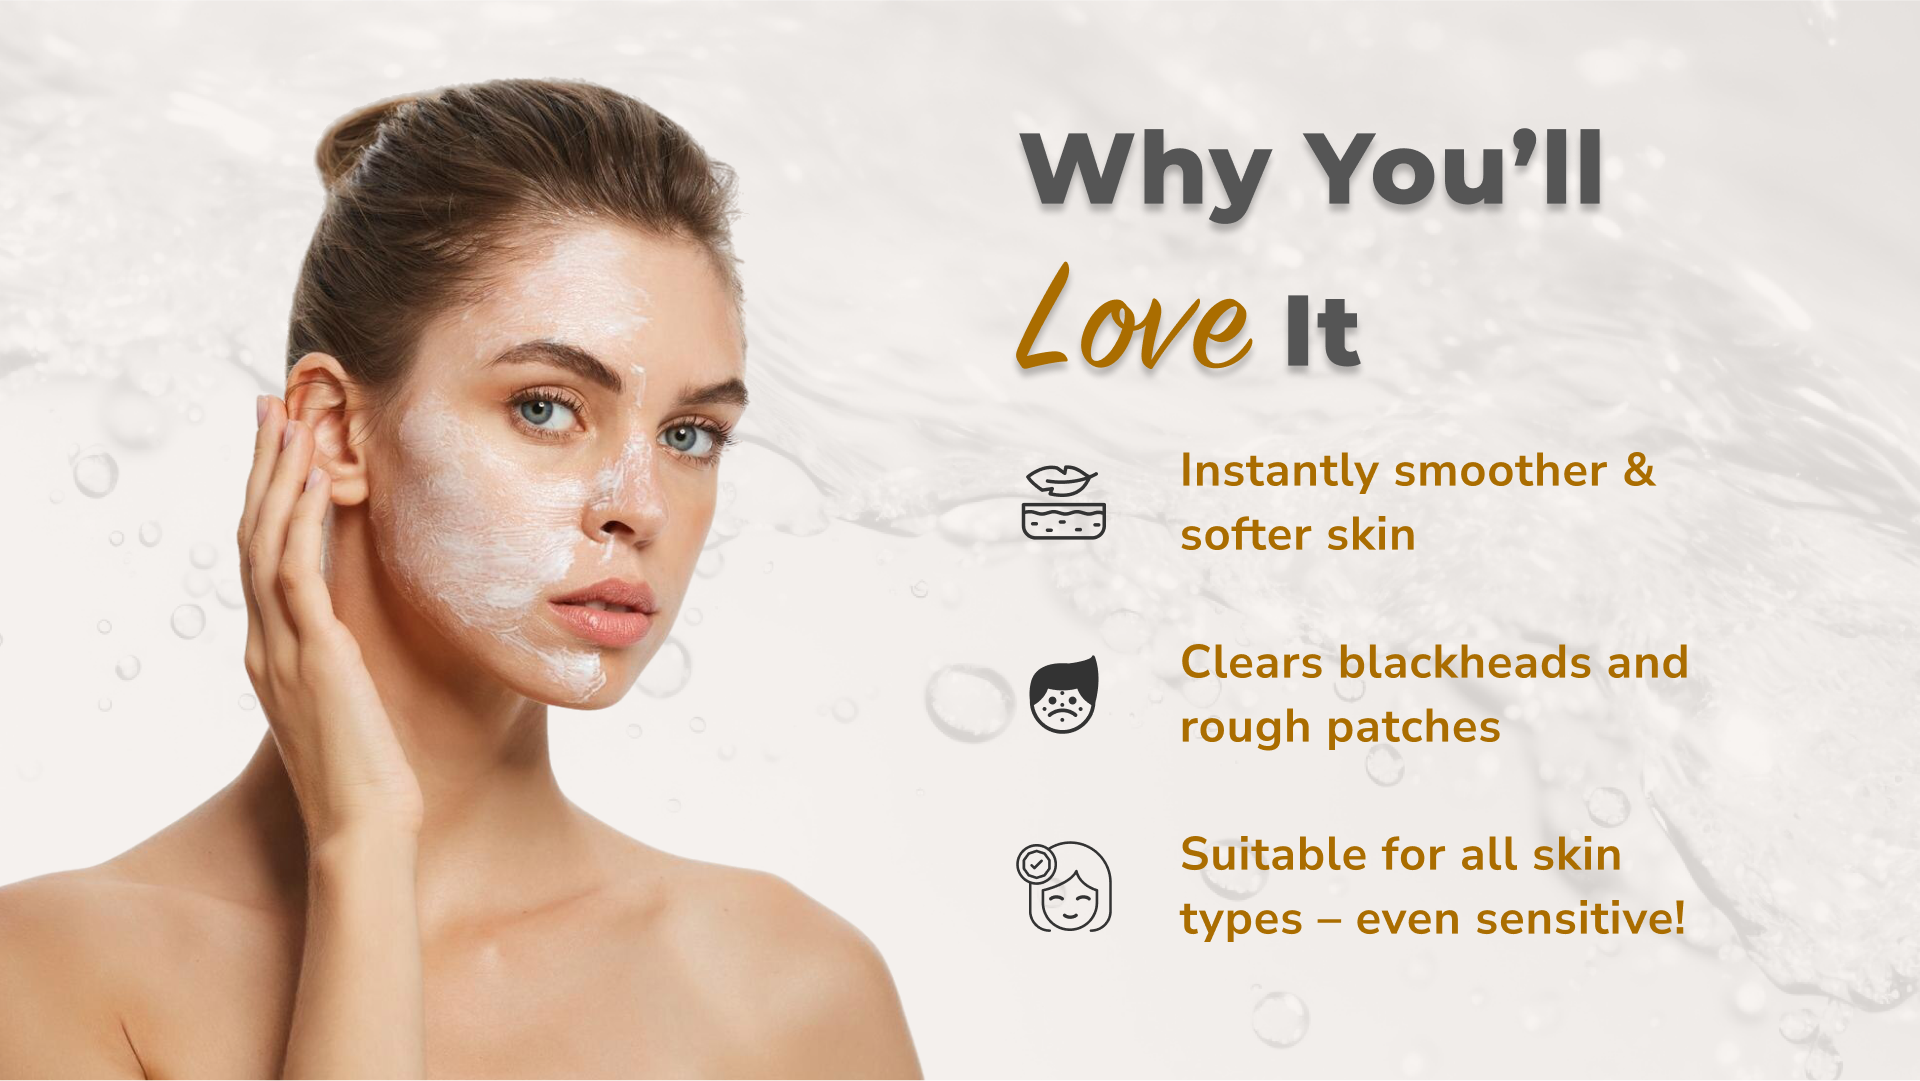 Why You’ll
Love It
Instantly smoother &
softer skin
Clears blackheads and
rough patches
Suitable for all skin
types – even sensitive!